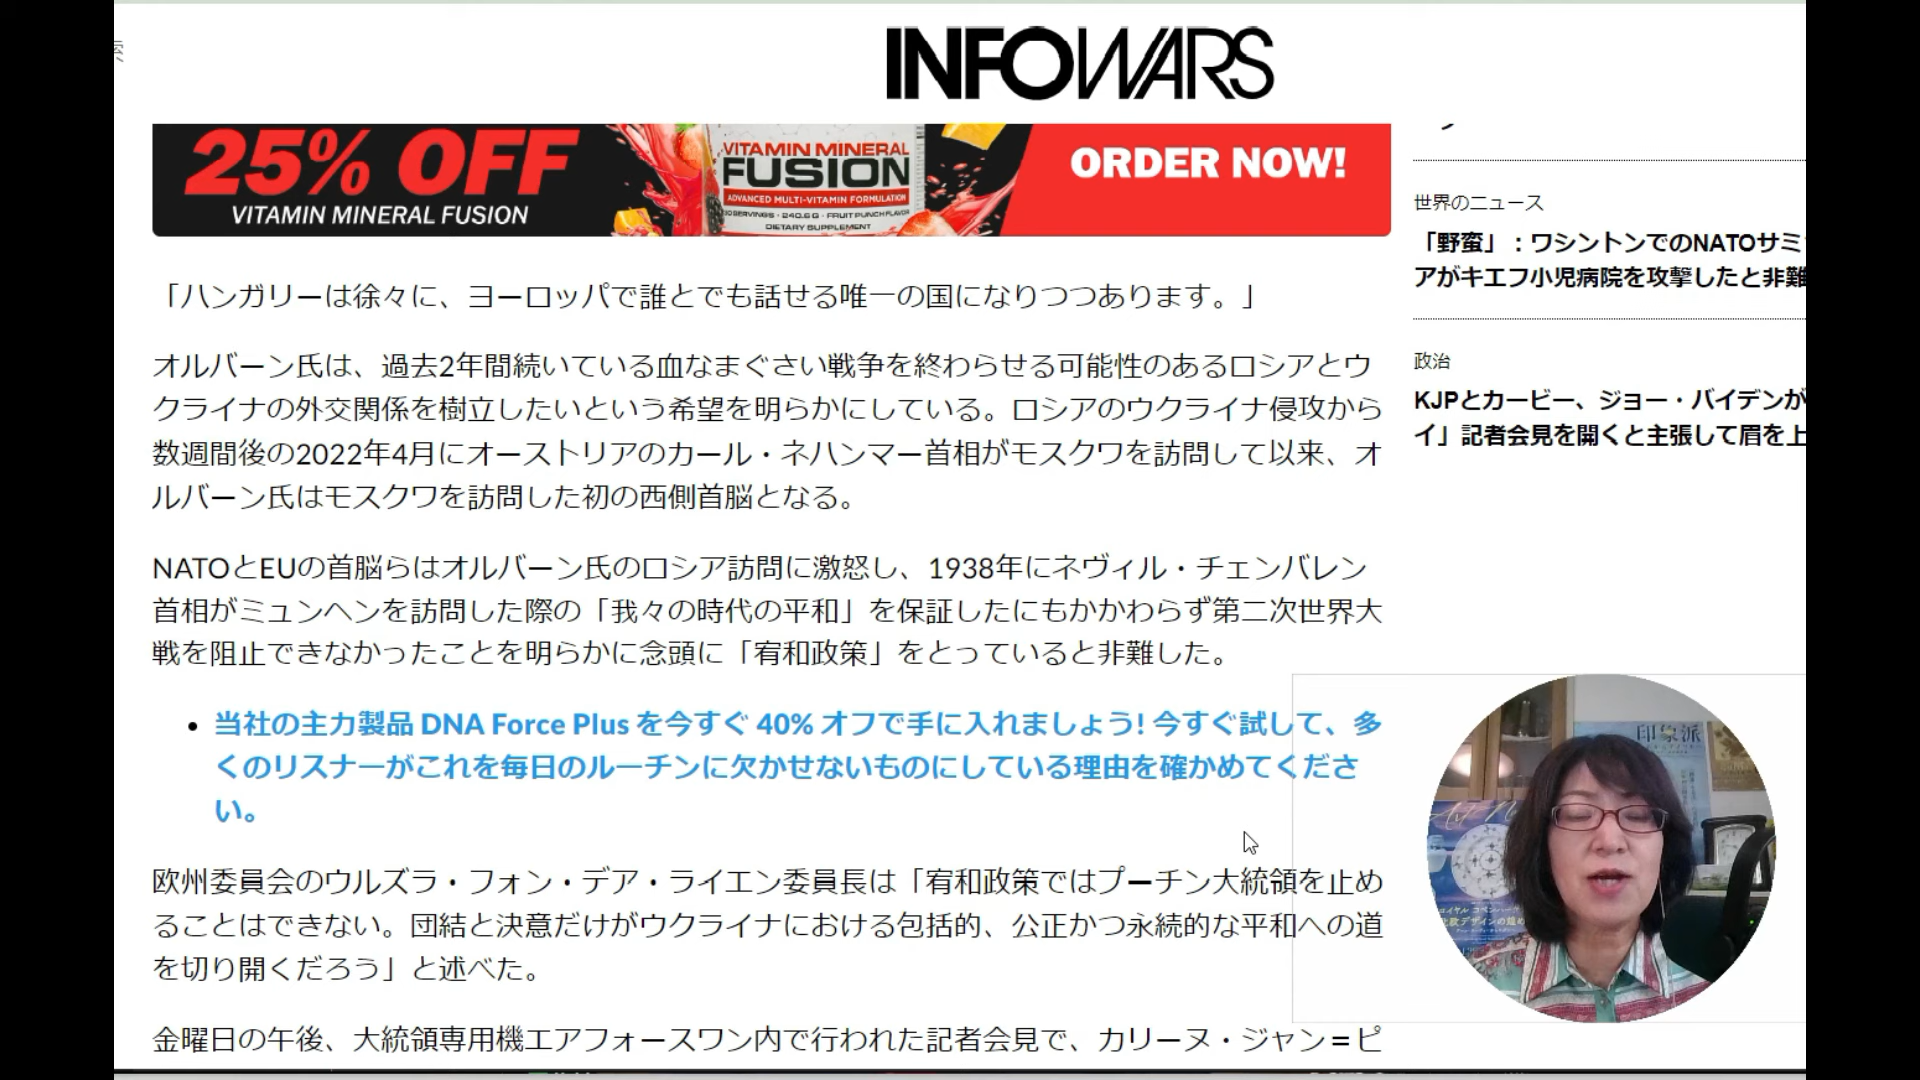 索
INFOWARS
25% OFF
VITAMIN MINERAL FUSION
VITAMIN MINERAL
FUSION
ADVANCED MULTI-VITAMIN FORMULATION
30 SERVINGS · 240.6 G · FRUIT PUNCH FLAVOR
DIETARY SUPPLEMENT
ORDER NOW!
「ハンガリーは徐々に、ヨーロッパで誰とでも話せる唯一の国になりつつあります。」
オルバーン氏は、過去2年間続いている血なまぐさい戦争を終わらせる可能性のあるロシアとウ
クライナの外交関係を樹立したいという希望を明らかにしている。ロシアのウクライナ侵攻から
数週間後の2022年4月にオーストリアのカール・ネハンマー首相がモスクワを訪問して以来、オ
ルバーン氏はモスクワを訪問した初の西側首脳となる。
NATOとEUの首脳らはオルバーン氏のロシア訪問に激怒し、1938年にネヴィル・チェンバレン
首相がミュンヘンを訪問した際の「我々の時代の平和」を保証したにもかかわらず第二次世界大
戦を阻止できなかったことを明らかに念頭に「宥和政策」をとっていると非難した。
• 当社の主力製品 DNA Force Plus を今すぐ 40% オフで手に入れましょう! 今すぐ試して、多
くのリスナーがこれを毎日のルーチンに欠かせないものにしている理由を確かめてくださ
い。
欧州委員会のウルズラ・フォン・デア・ライエン委員長は「宥和政策ではプーチン大統領を止め
ることはできない。団結と決意だけがウクライナにおける包括的、公正かつ永続的な平和への道
を切り開くだろう」と述べた。
金曜日の午後、大統領専用機エアフォースワン内で行われた記者会見で、カリーヌ・ジャン＝ピ
世界のニュース
「野蛮」：ワシントンでのNATOサミ
アがキエフ小児病院を攻撃したと非難
政治
KJPとカービー、ジョー・バイデンが
イ」記者会見を開くと主張して眉を上
印象派